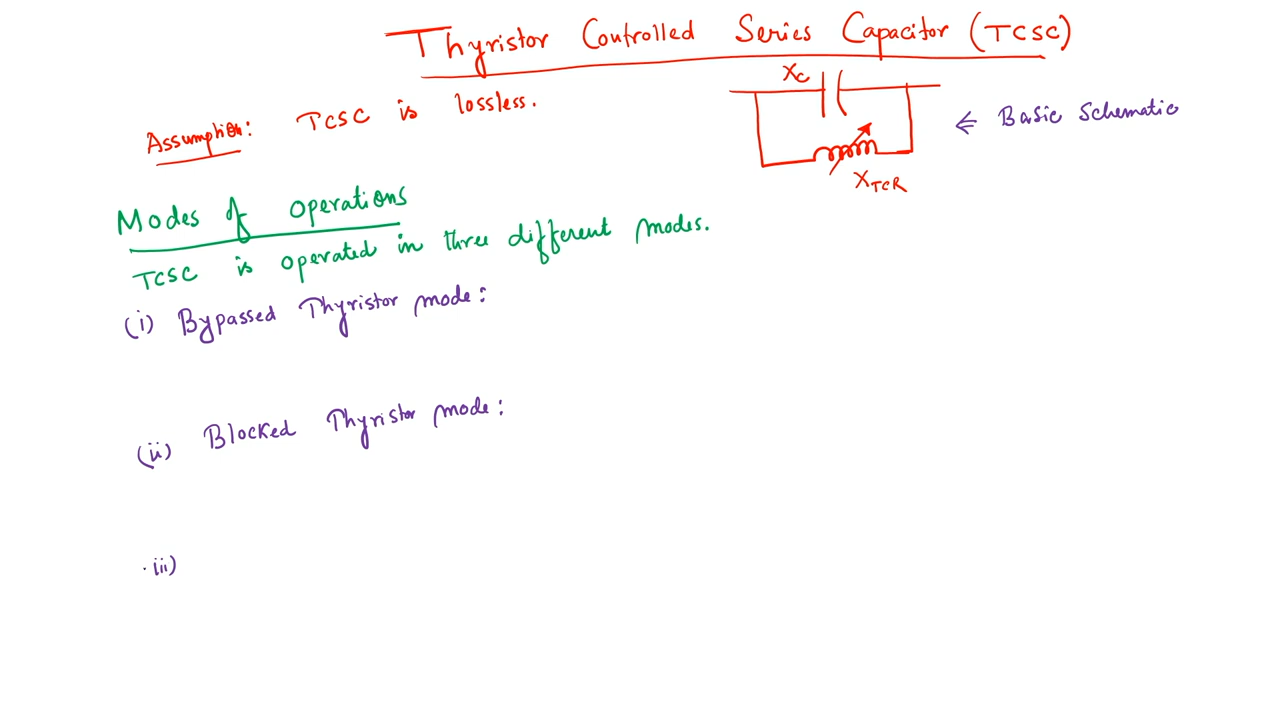 Thyristor Controlled Series Capacitor (TCSC)
Assumption: TCSC is lossless.
Xc
XTCR
⇐ Basic Schematic
Modes of operations
TCSC is operated in three different modes.
(i) Bypassed Thyristor mode:
(ii) Blocked Thyristor mode:
iii)